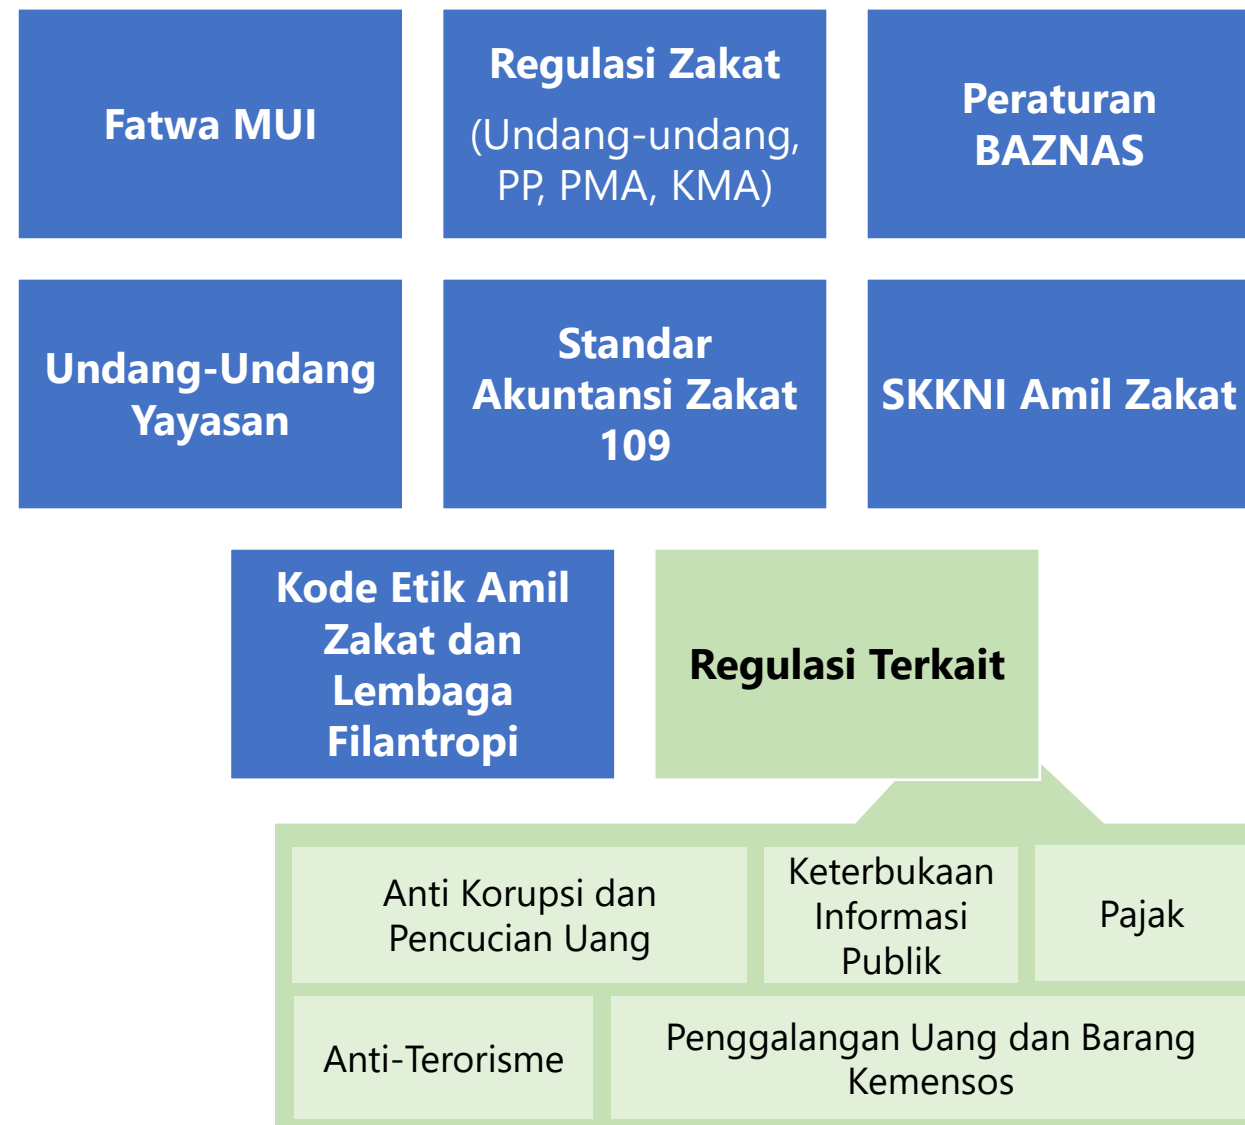 Fatwa MUI
Regulasi Zakat
(Undang-undang,
PP, PMA, KMA)
Peraturan
BAZNAS
Undang-Undang
Yayasan
Standar
Akuntansi Zakat
109
SKKNI Amil Zakat
Kode Etik Amil
Zakat dan
Lembaga
Filantropi
Regulasi Terkait
Anti Korupsi dan
Pencucian Uang
Keterbukaan
Informasi
Publik
Pajak
Anti-Terorisme
Penggalangan Uang dan Barang
Kemensos